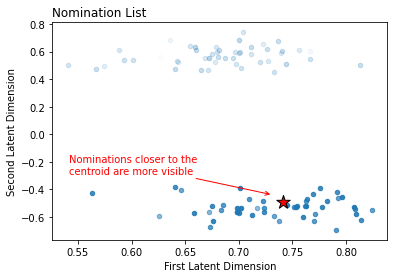 Nomination List
0.8
0.6
0.4
0.2
0.0
−0.2
−0.4
−0.6
Second Latent Dimension
Nominations closer to the
centroid are more visible
0.55
0.60
0.65
0.70
0.75
0.80
First Latent Dimension